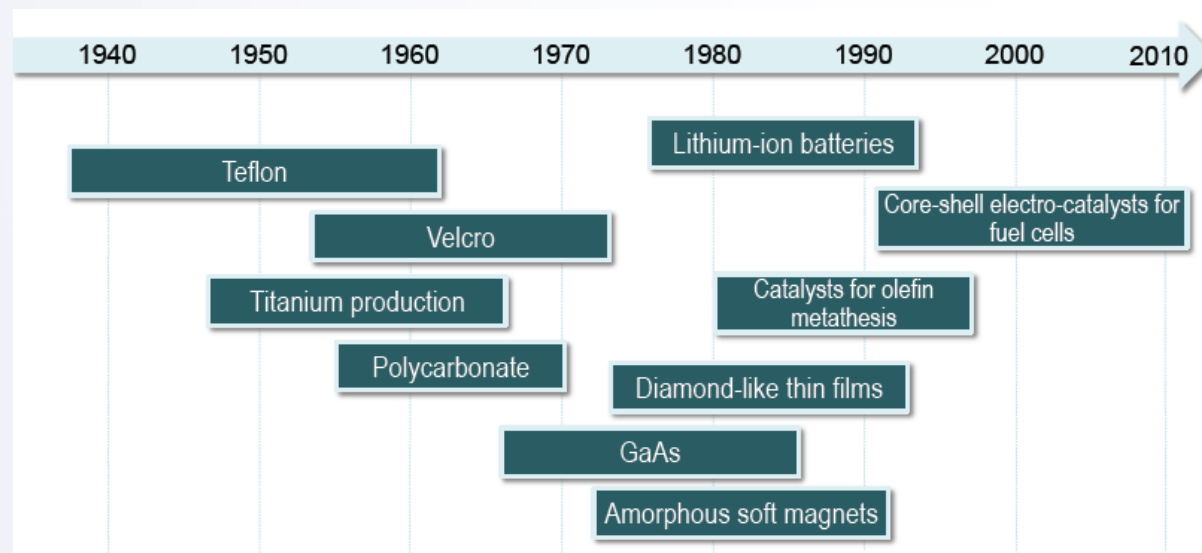 1940 1950 1960 1970 1980 1990 2000 2010
Lithium-ion batteries
Teflon
Core-shell electro-catalysts for
fuel cells
Velcro
Titanium production
Catalysts for olefin
metathesis
Polycarbonate
Diamond-like thin films
GaAs
Amorphous soft magnets